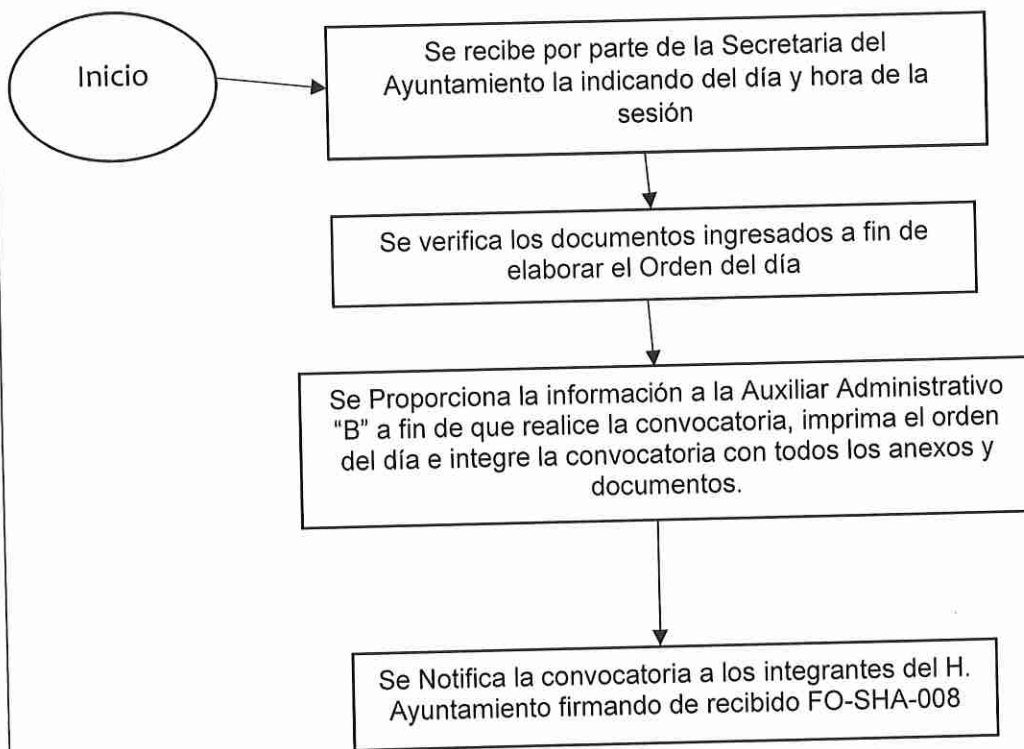 Inicio
Se recibe por parte de la Secretaria del
Ayuntamiento la indicando del día y hora de la
sesión
Se verifica los documentos ingresados a fin de
elaborar el Orden del día
Se Proporciona la información a la Auxiliar Administrativo
"B" a fin de que realice la convocatoria, imprima el orden
del día e integre la convocatoria con todos los anexos y
documentos.
Se Notifica la convocatoria a los integrantes del H.
Ayuntamiento firmando de recibido FO-SHA-008